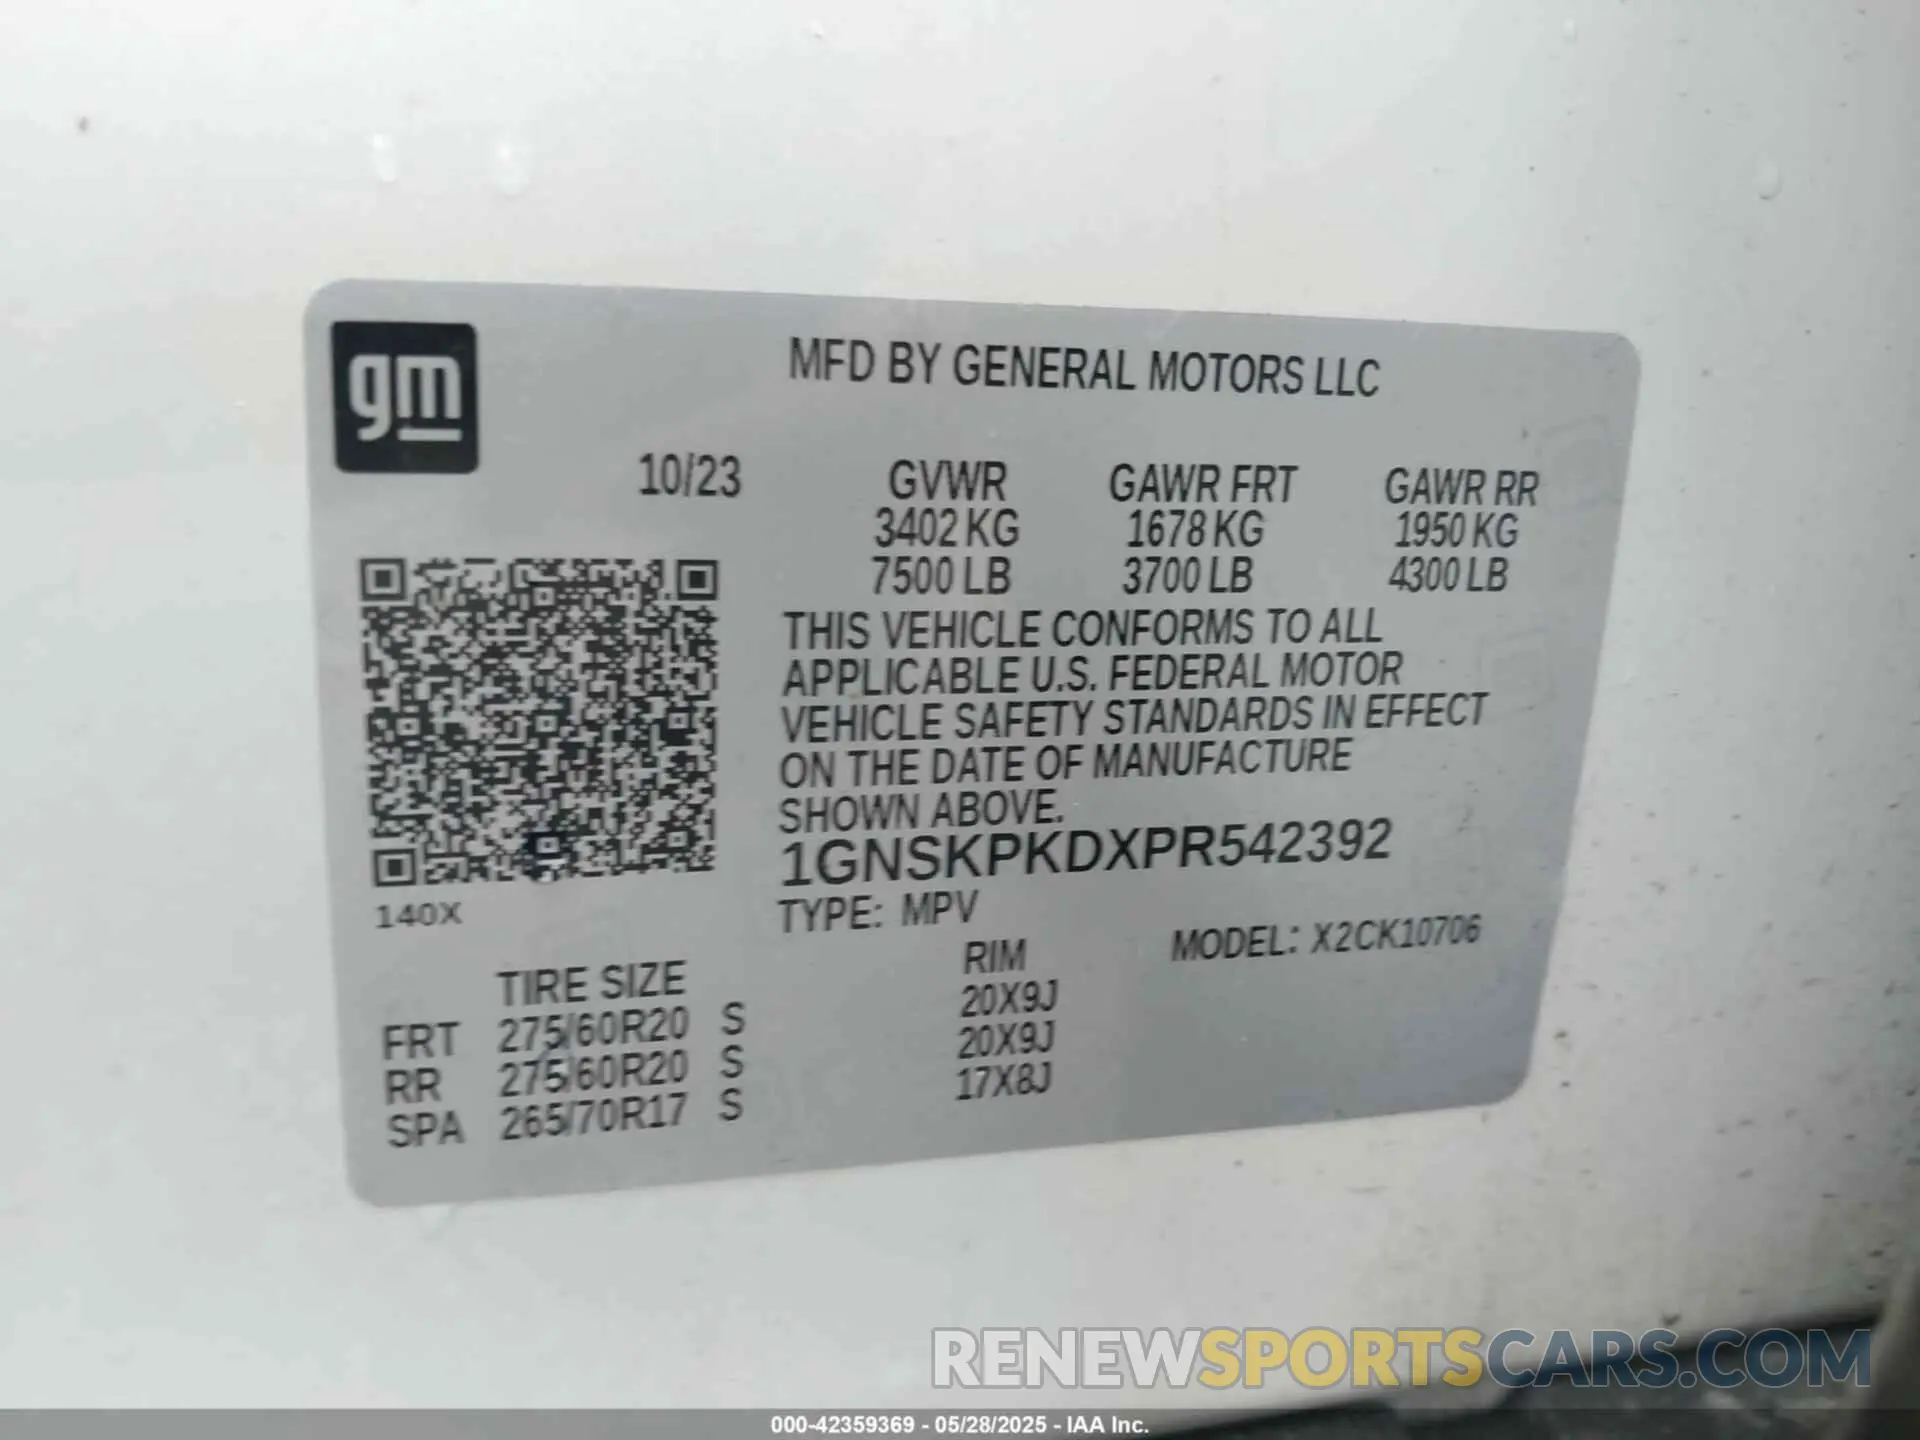 gm
MFD BY GENERAL MOTORS LLC
10/23 GVWR GAWR FRT GAWR RR
3402 KG 1678 KG 1950 KG
7500 LB 3700 LB 4300 LB
THIS VEHICLE CONFORMS TO ALL
APPLICABLE U.S. FEDERAL MOTOR
VEHICLE SAFETY STANDARDS IN EFFECT
ON THE DATE OF MANUFACTURE
SHOWN ABOVE.
1GNSKPKDXPR542392
140X
TYPE: MPV MODEL: X2CK10706
TIRE SIZE RIM
FRT 275/60R20 S 20X9J
RR 275/60R20 S 20X9J
SPA 265/70R17 S 17X8J
RENEWSPORTSCARS.COM
000-42359369 - 05/28/2025 - IAA Inc.